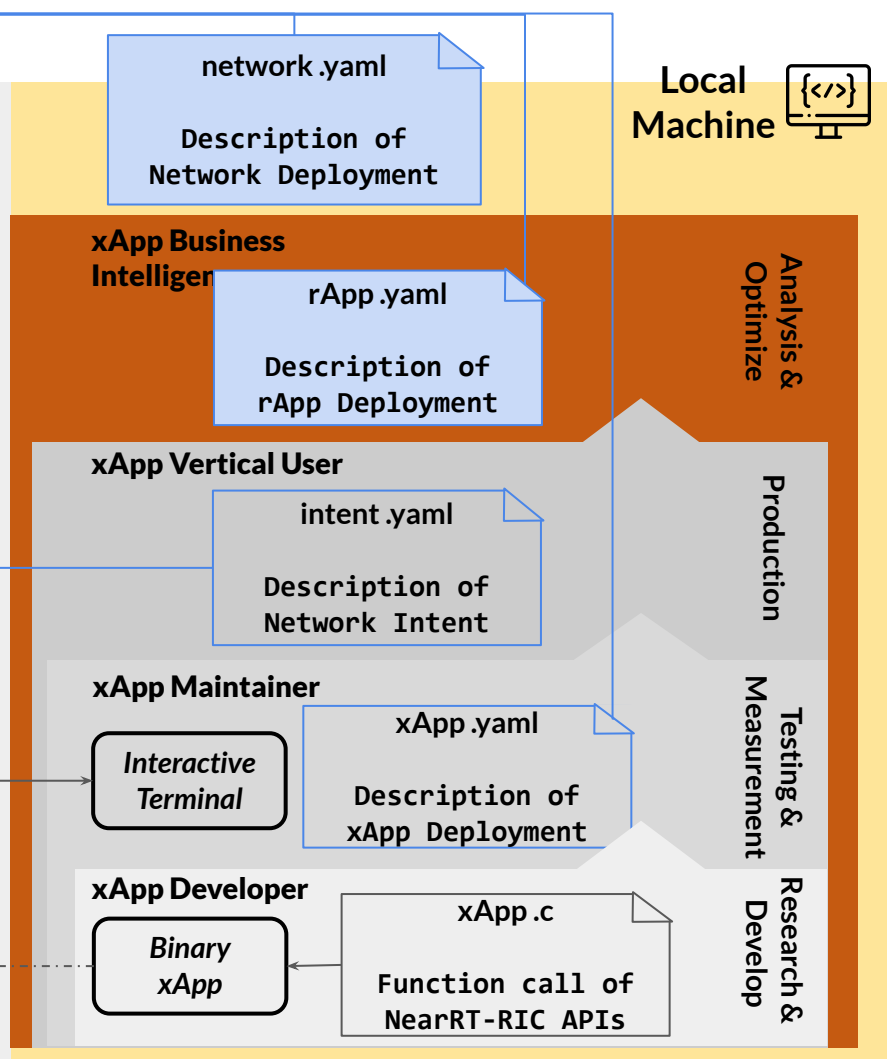 network.yaml
Description of
Network Deployment
Local
Machine
{</>}
xApp Business
Intelligen
rApp.yaml
Description of
rApp Deployment
Analysis &
Optimize
xApp Vertical User
intent.yaml
Description of
Network Intent
Production
xApp Maintainer
Interactive
Terminal
xApp.yaml
Description of
xApp Deployment
Testing &
Measurement
xApp Developer
Binary
xApp
xApp.c
Function call of
NearRT-RIC APIs
Research &
Develop